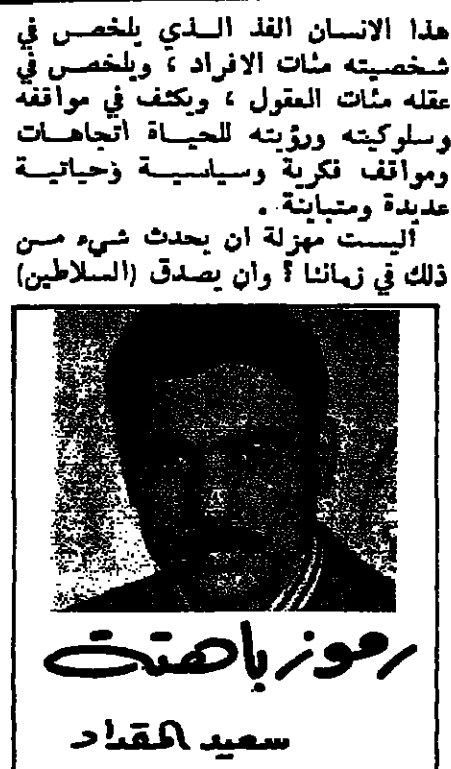 هذا الانسان الفذ الذي يلخص في
شخصيته مئات الافراد ، ويلخص في
عقله مئات العقول ، ويكثف في مواقفه
وسلوكيته ورؤيته للحياة اتجاهات
ومواقف فكرية وسياسية وحياتية
عديدة ومتباينة .
أليست مهزلة ان يحدث شيء من
ذلك في زماننا ؟ وان يصدق (السلاطين)
رموز باهتة
سعيد المقداد